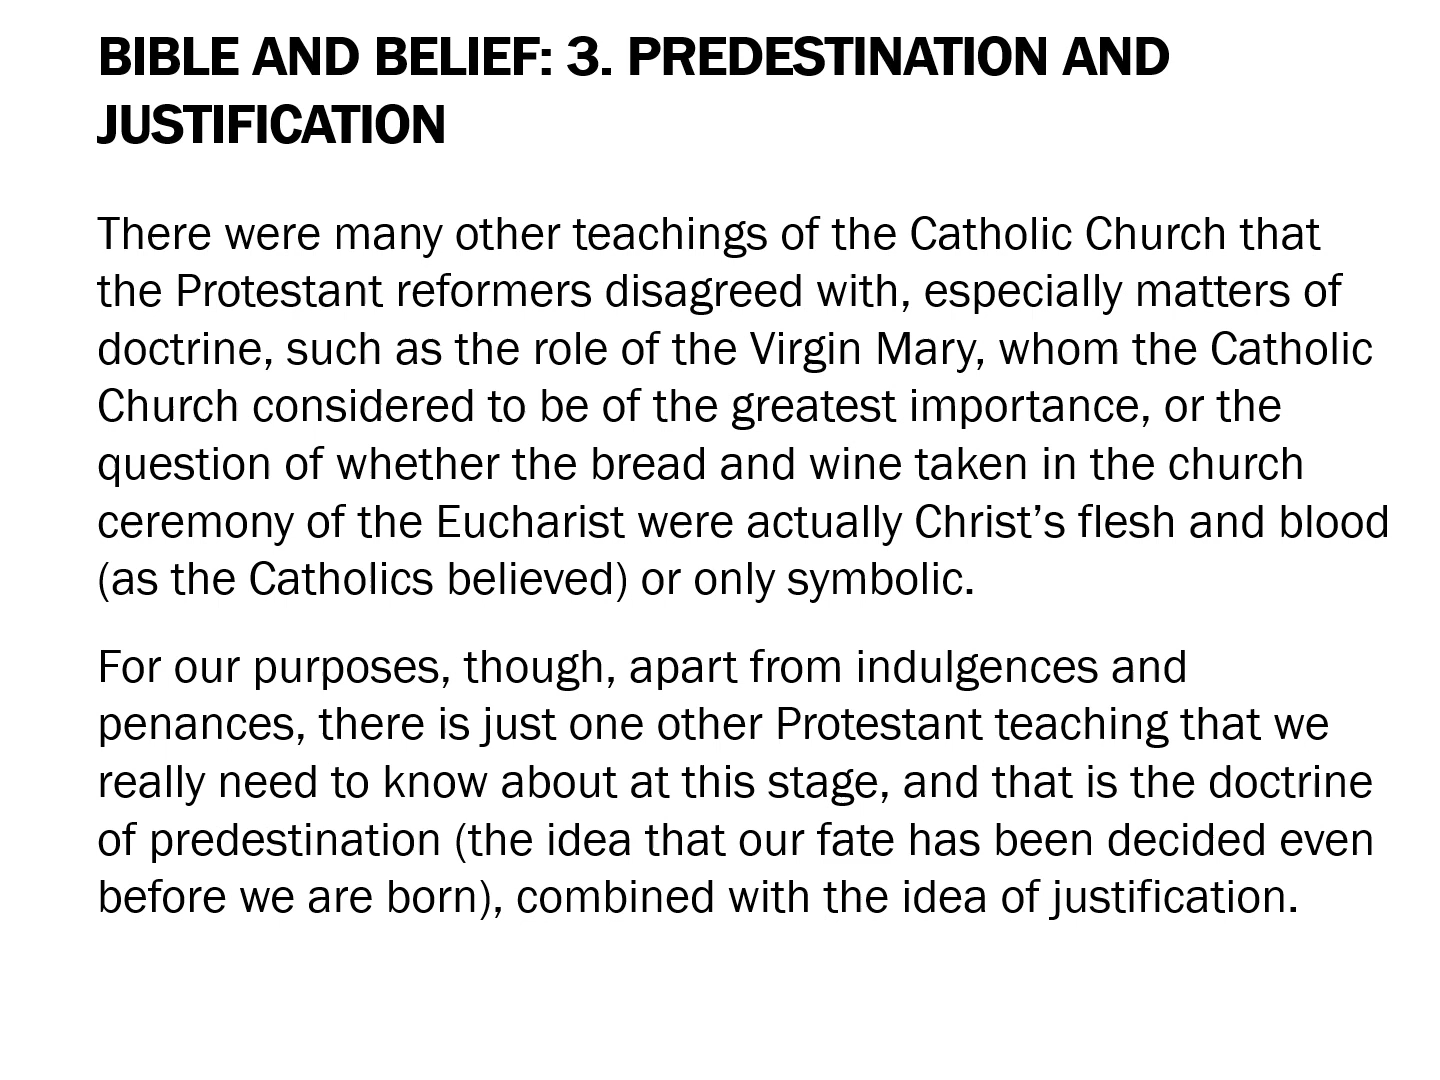 BIBLE AND BELIEF: 3. PREDESTINATION AND
JUSTIFICATION
There were many other teachings of the Catholic Church that
the Protestant reformers disagreed with, especially matters of
doctrine, such as the role of the Virgin Mary, whom the Catholic
Church considered to be of the greatest importance, or the
question of whether the bread and wine taken in the church
ceremony of the Eucharist were actually Christ’s flesh and blood
(as the Catholics believed) or only symbolic.
For our purposes, though, apart from indulgences and
penances, there is just one other Protestant teaching that we
really need to know about at this stage, and that is the doctrine
of predestination (the idea that our fate has been decided even
before we are born), combined with the idea of justification.